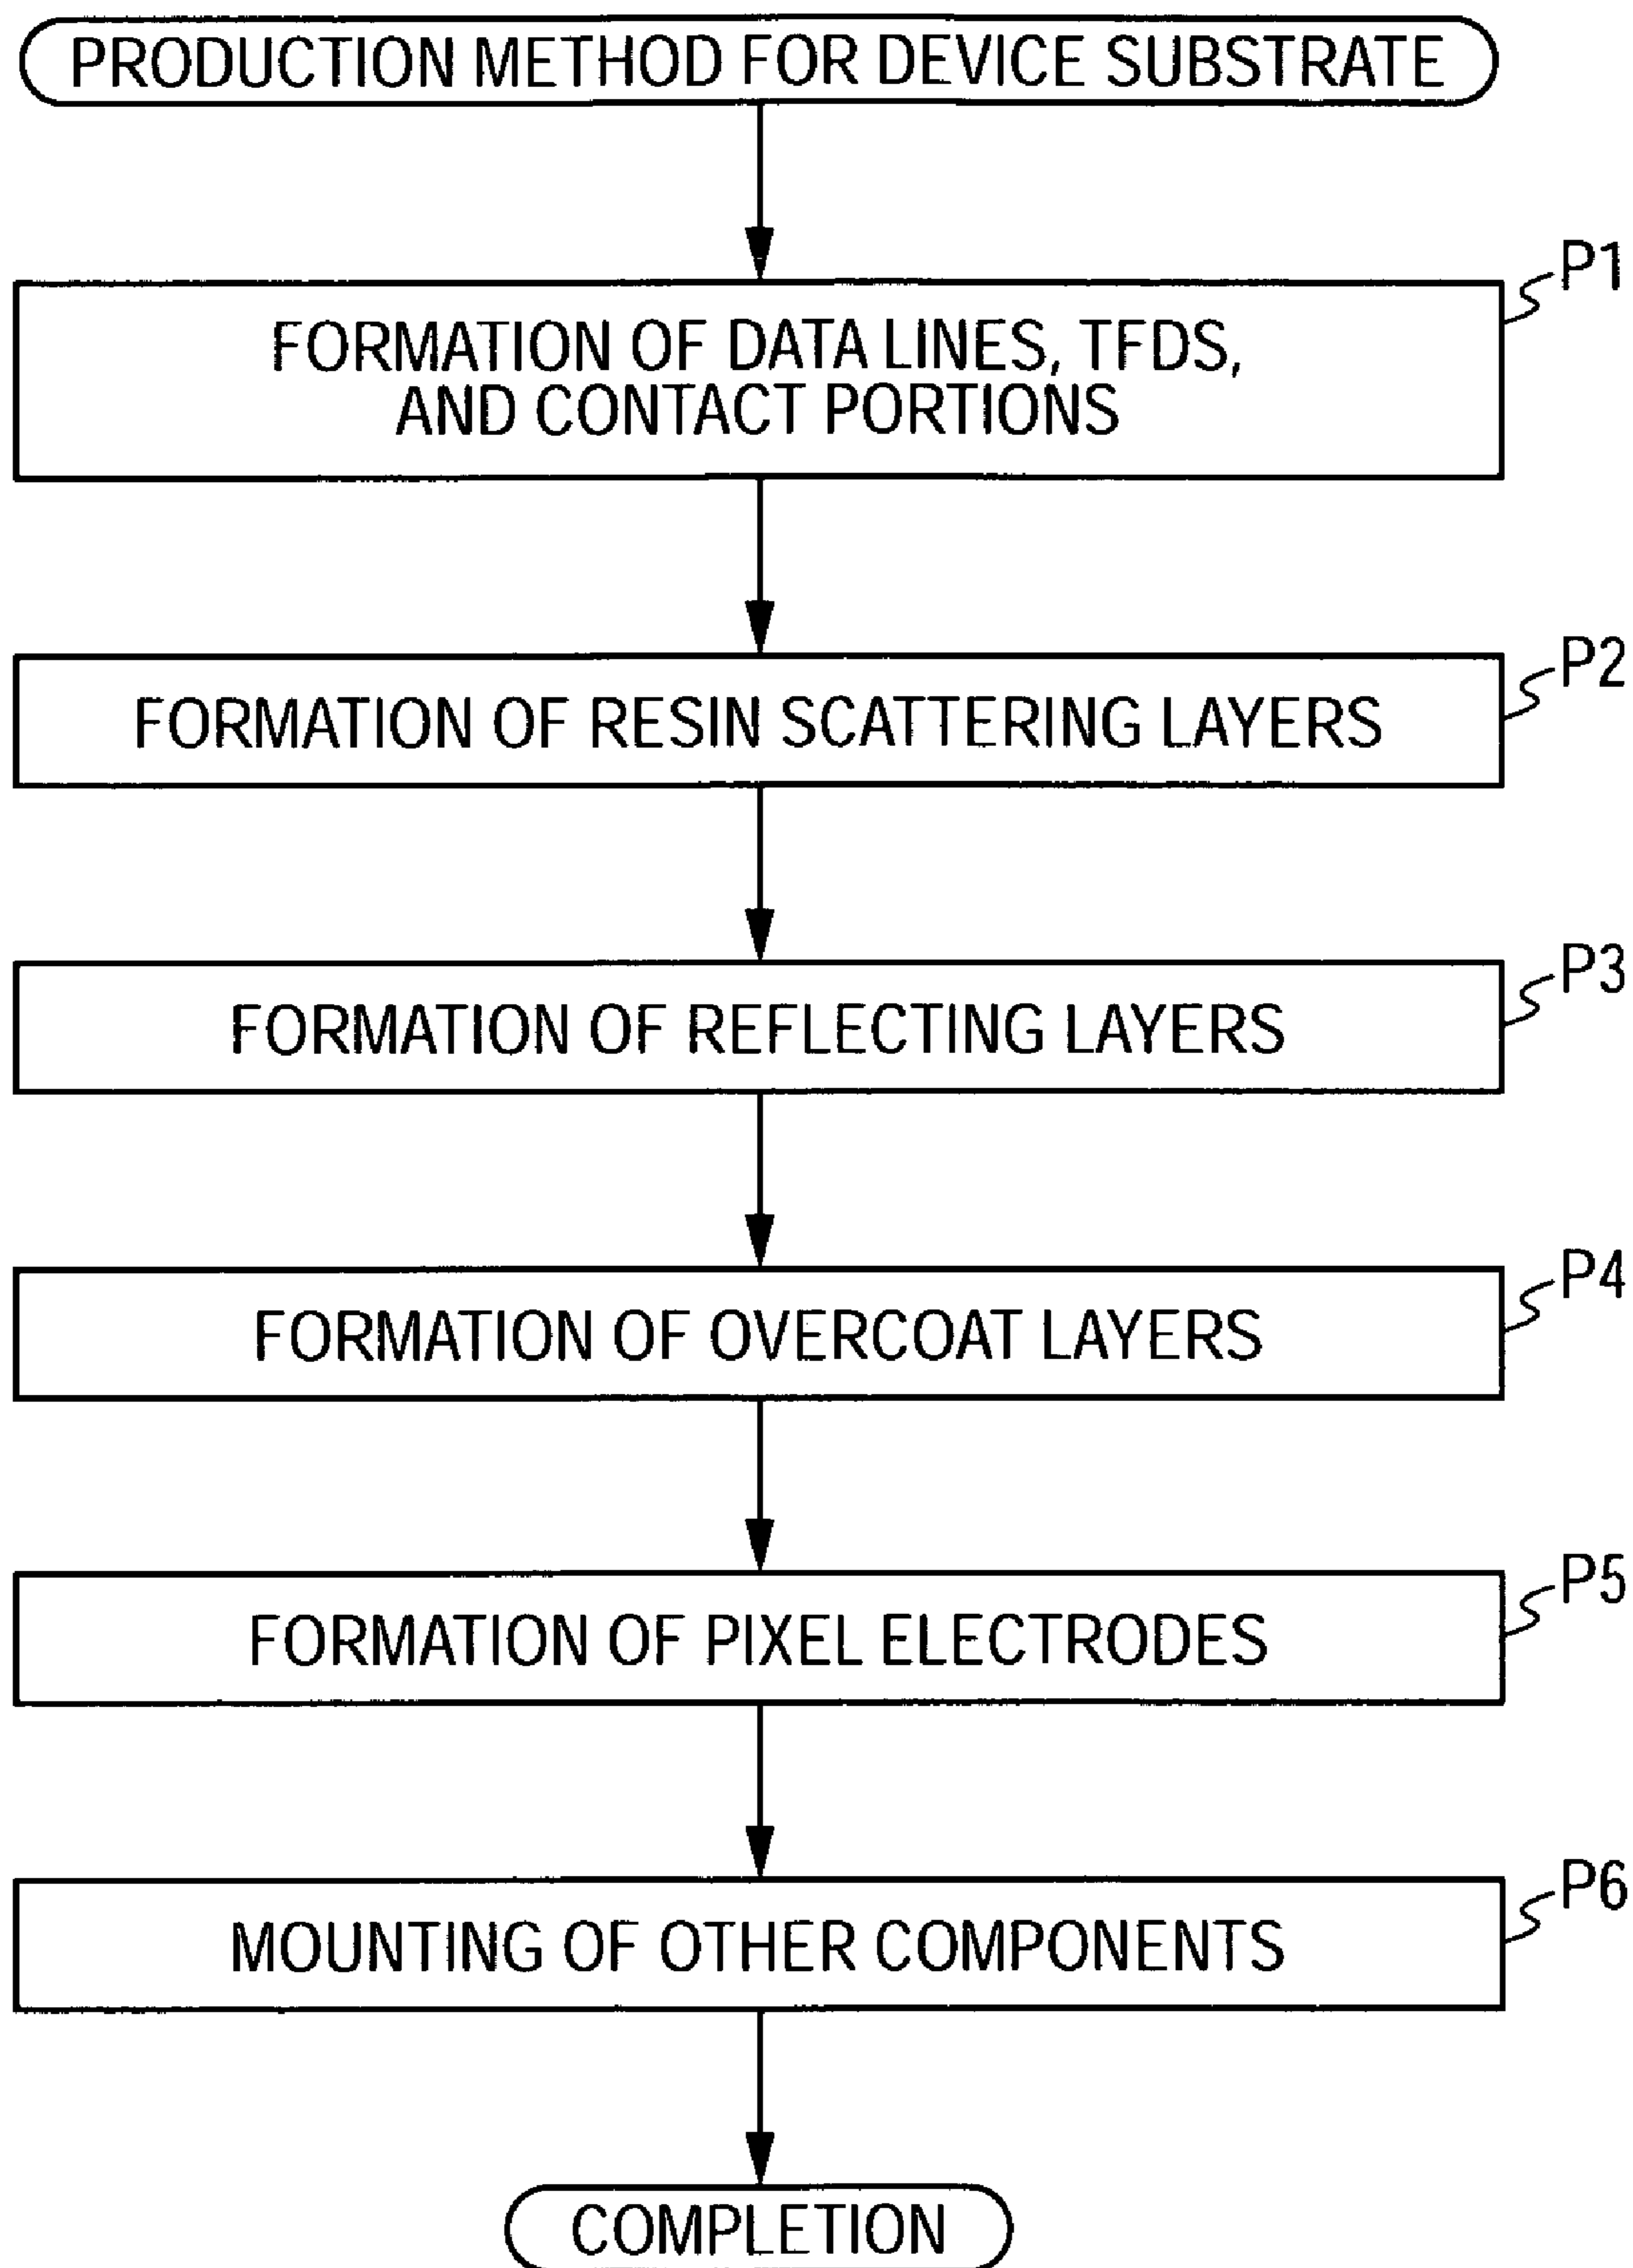 PRODUCTION METHOD FOR DEVICE SUBSTRATE
P1
FORMATION OF DATA LINES, TFDS,
AND CONTACT PORTIONS
P2
FORMATION OF RESIN SCATTERING LAYERS
P3
FORMATION OF REFLECTING LAYERS
P4
FORMATION OF OVERCOAT LAYERS
P5
FORMATION OF PIXEL ELECTRODES
P6
MOUNTING OF OTHER COMPONENTS
COMPLETION